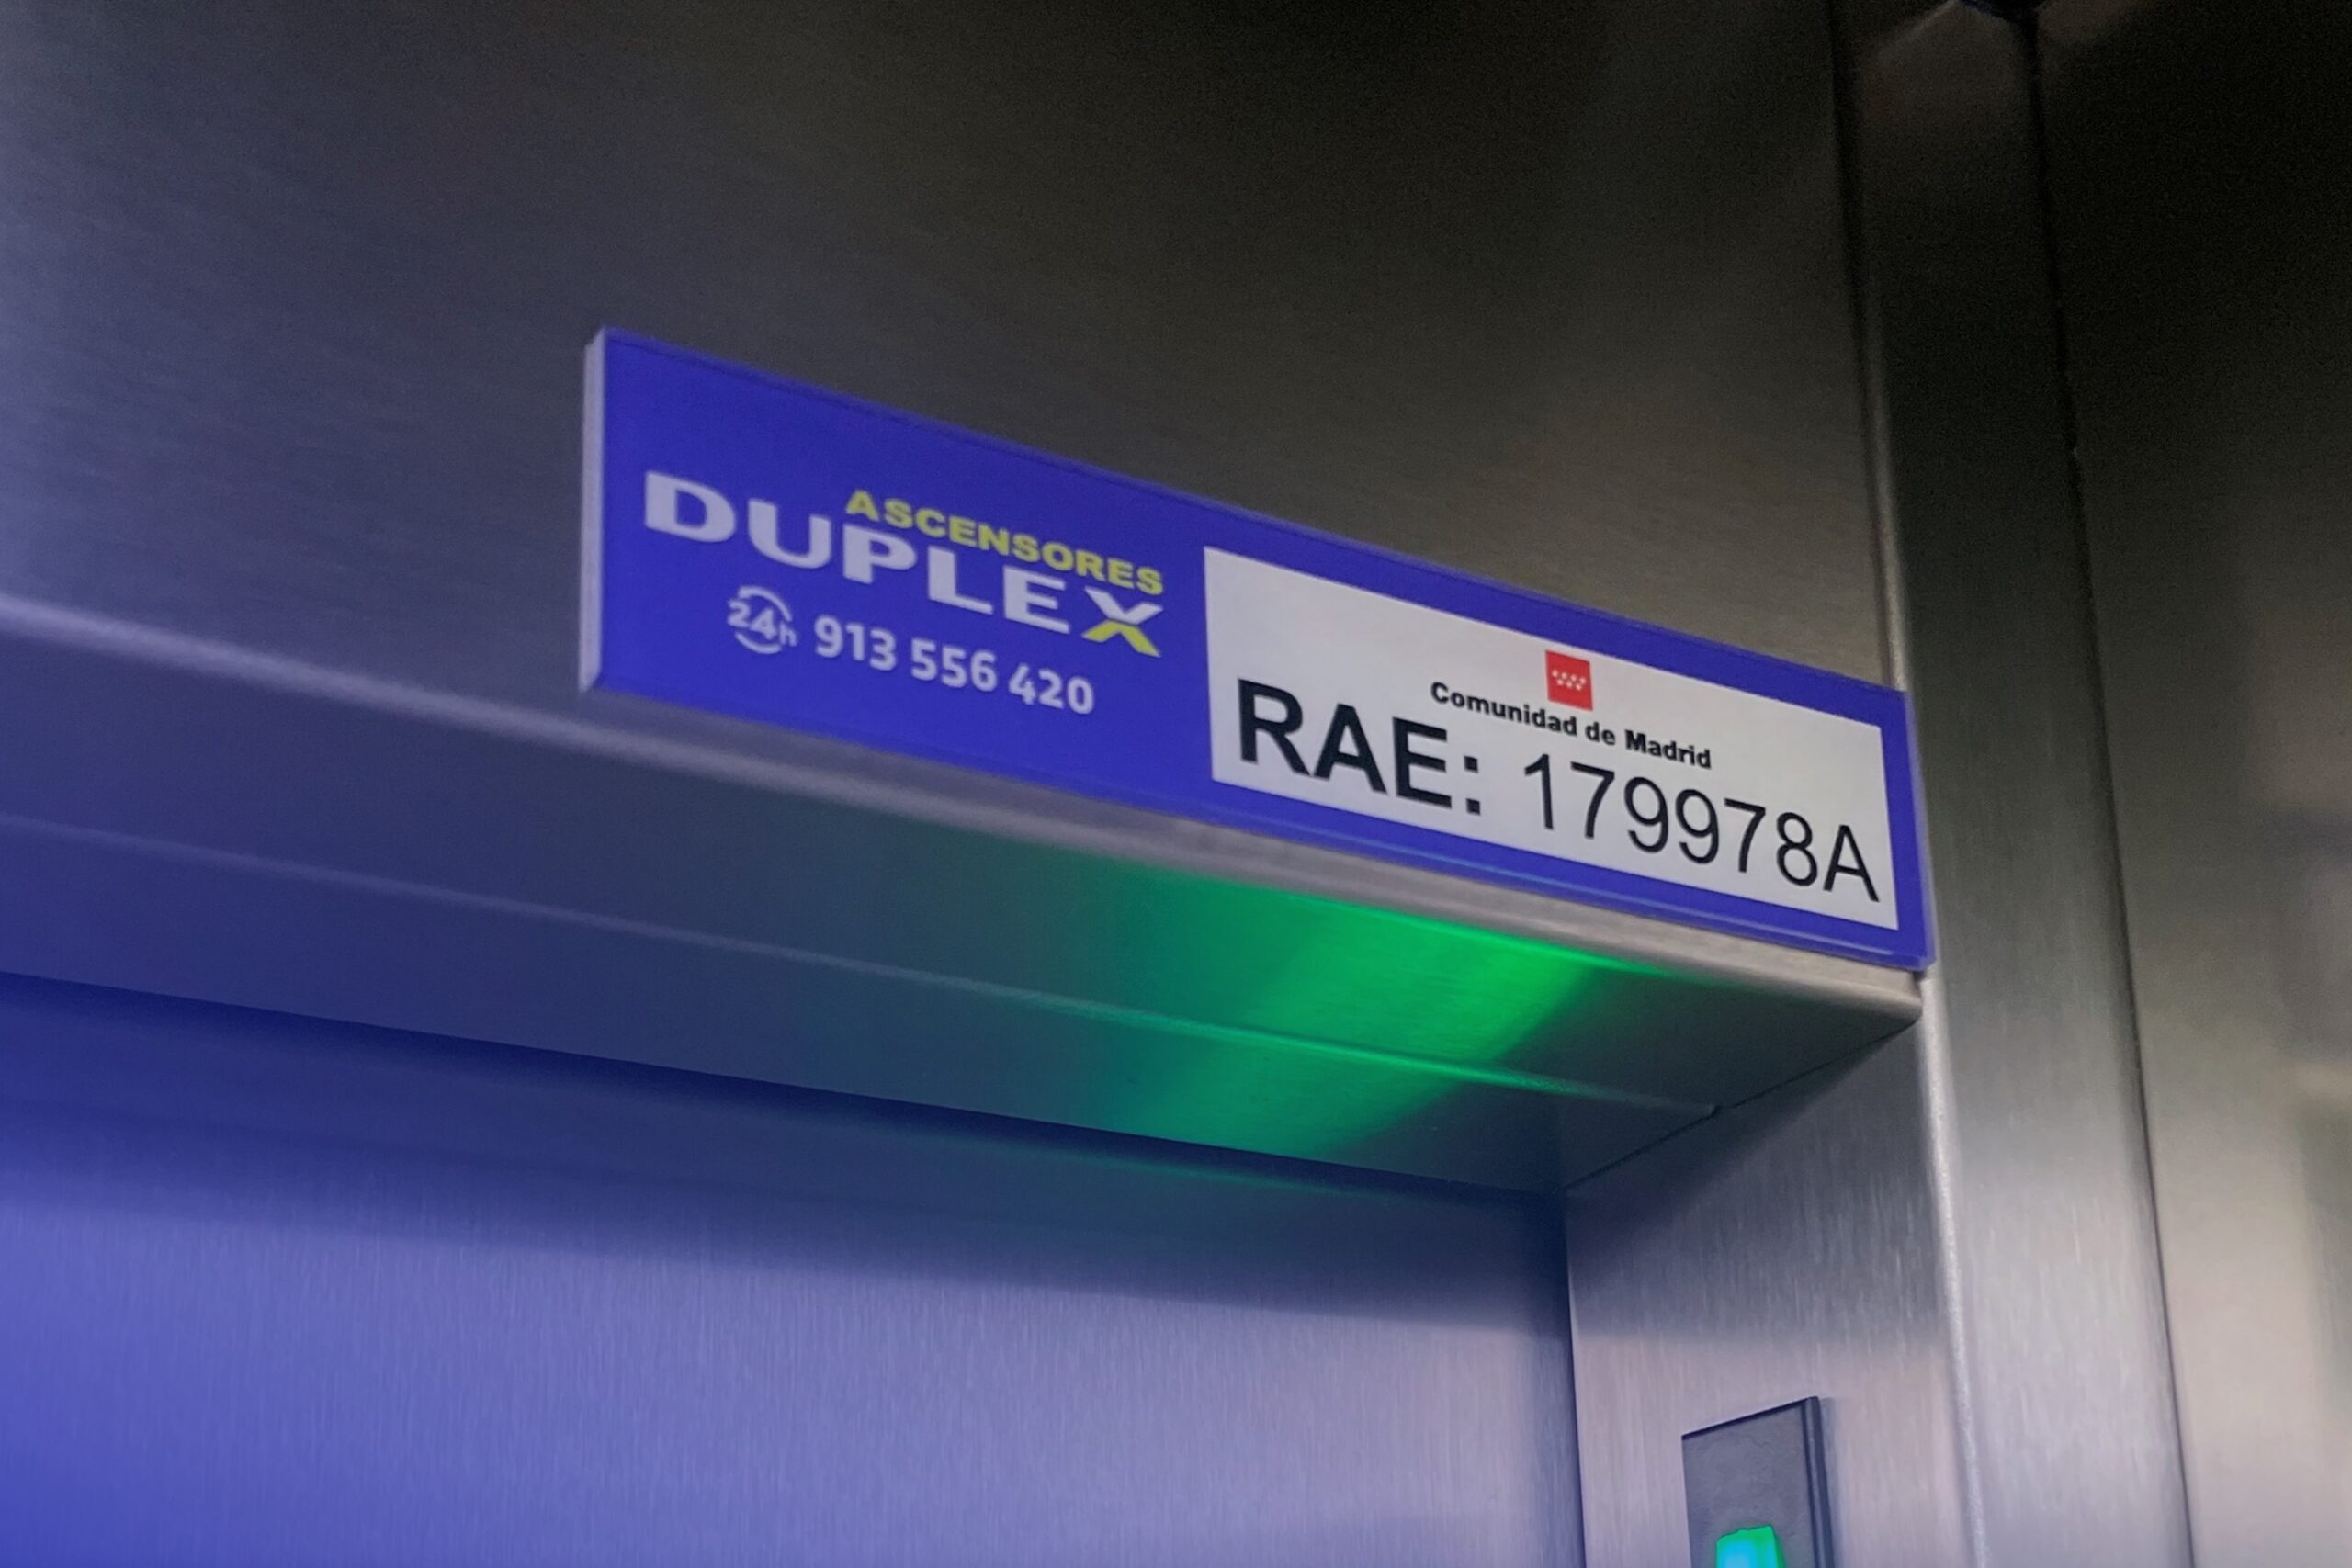 ASCENSORES
DUPLEX
24h 913 556 420
Comunidad de Madrid
RAE: 179978A